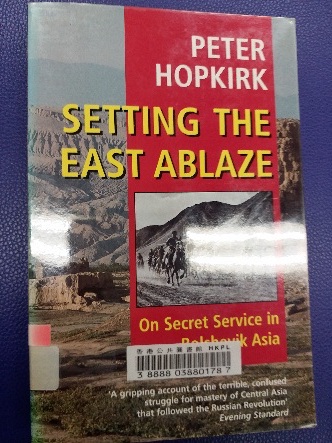 PETER
HOPKIRK
SETTING THE
EAST ABLAZE
On Secret Service in
Bolshevik Asia
香港公共圖書館 HKPL
3 8888 03880178 7
'A gripping account of the terrible, confused
struggle for mastery of Central Asia
that followed the Russian Revolution'
Evening Standard